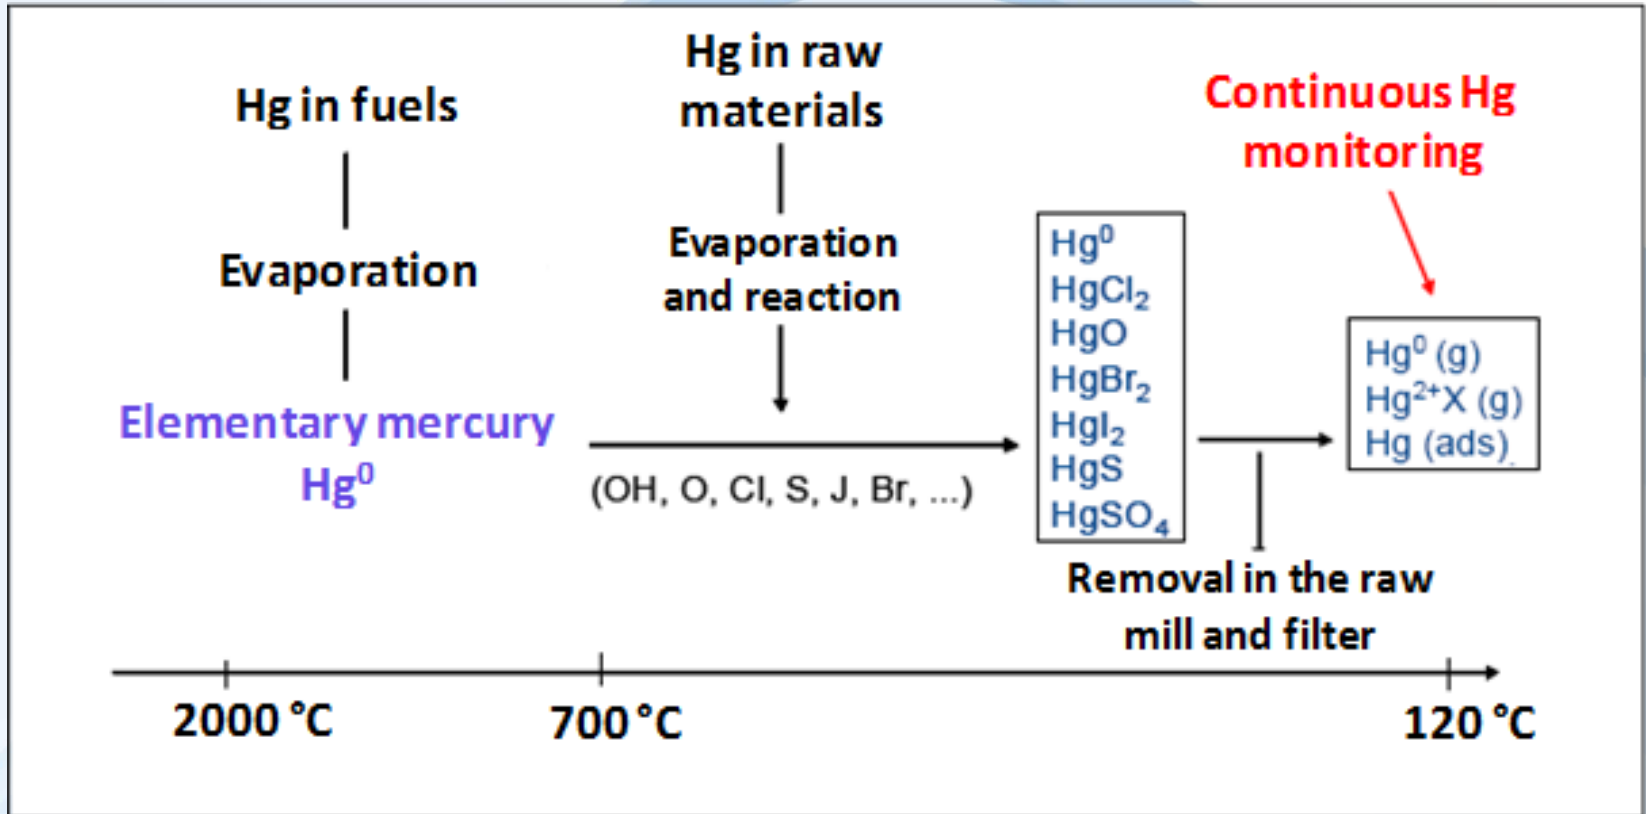 Hg in fuels
Evaporation
Elementary mercury
Hg⁰
Hg in raw
materials
Evaporation
and reaction
(OH, O, Cl, S, J, Br, ...)
Hg⁰
HgCl₂
HgO
HgBr₂
HgI₂
HgS
HgSO₄
Removal in the raw
mill and filter
Continuous Hg
monitoring
Hg⁰ (g)
Hg²⁺X (g)
Hg (ads)
2000 °C
700 °C
120 °C